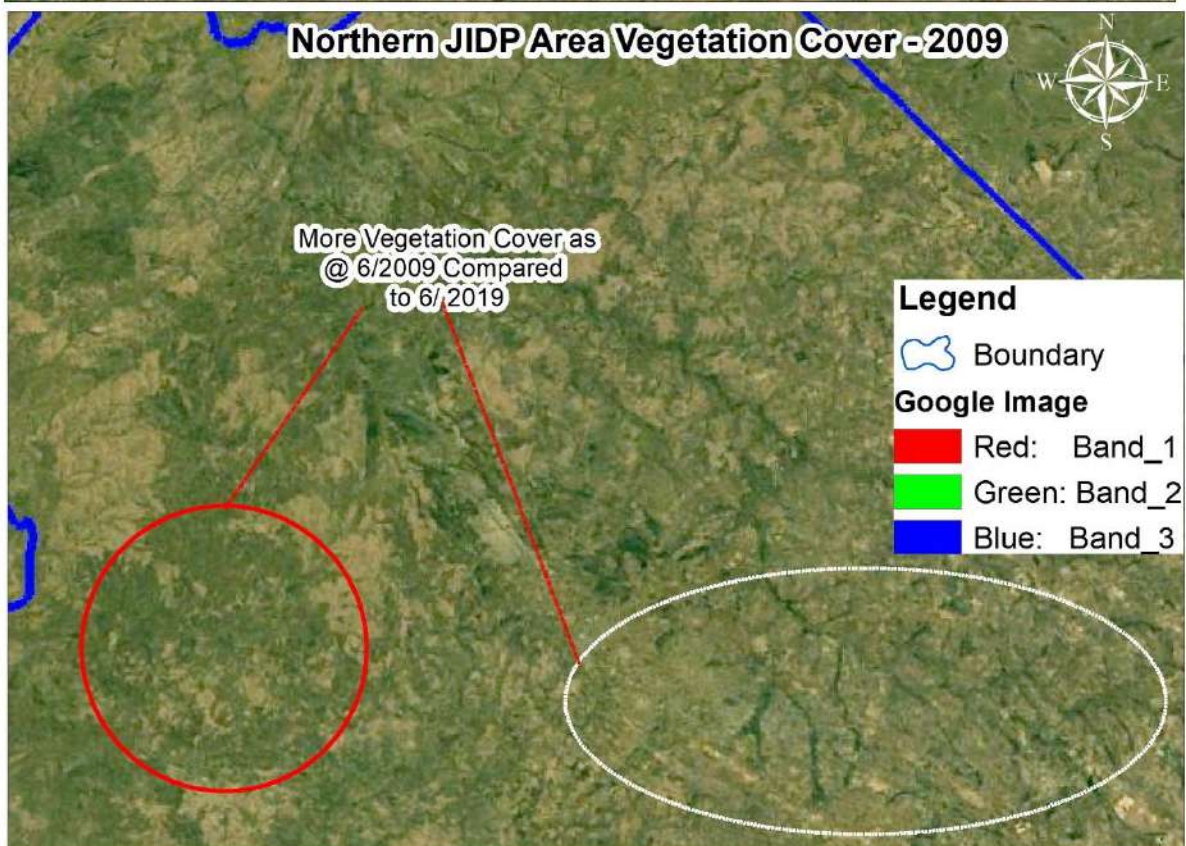 Northern JIDP Area Vegetation Cover - 2009
N
W E
S
More Vegetation Cover as
@ 6/2009 Compared
to 6/ 2019
Legend
Boundary
Google Image
Red: Band_1
Green: Band_2
Blue: Band_3